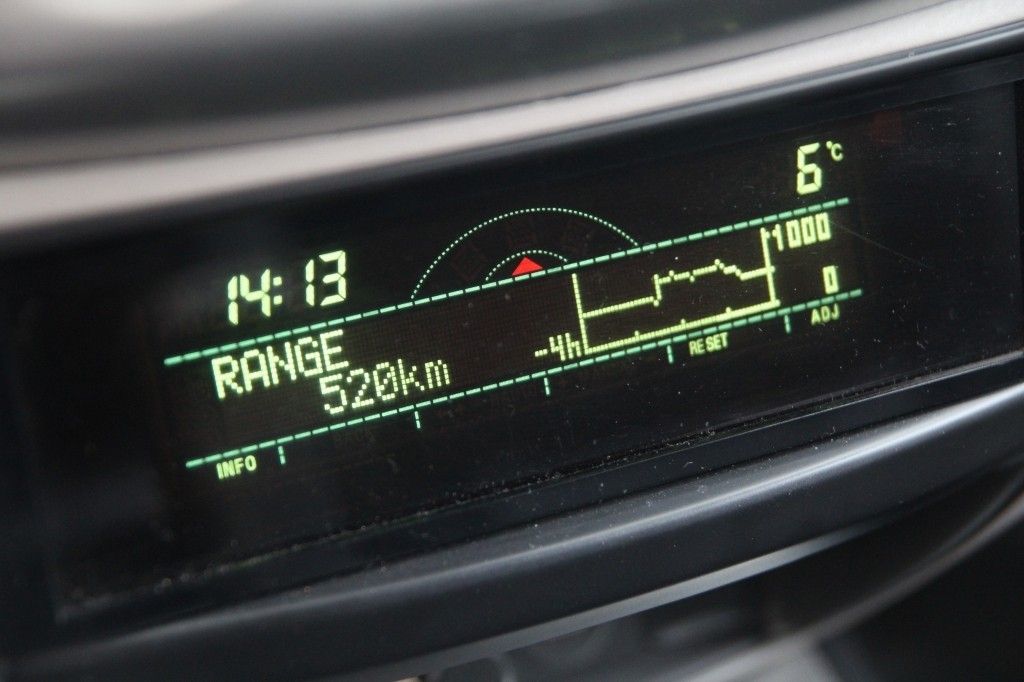 6°C
14:13
1000
RANGE
0
520km
-4h
INFO
RESET
ADJ